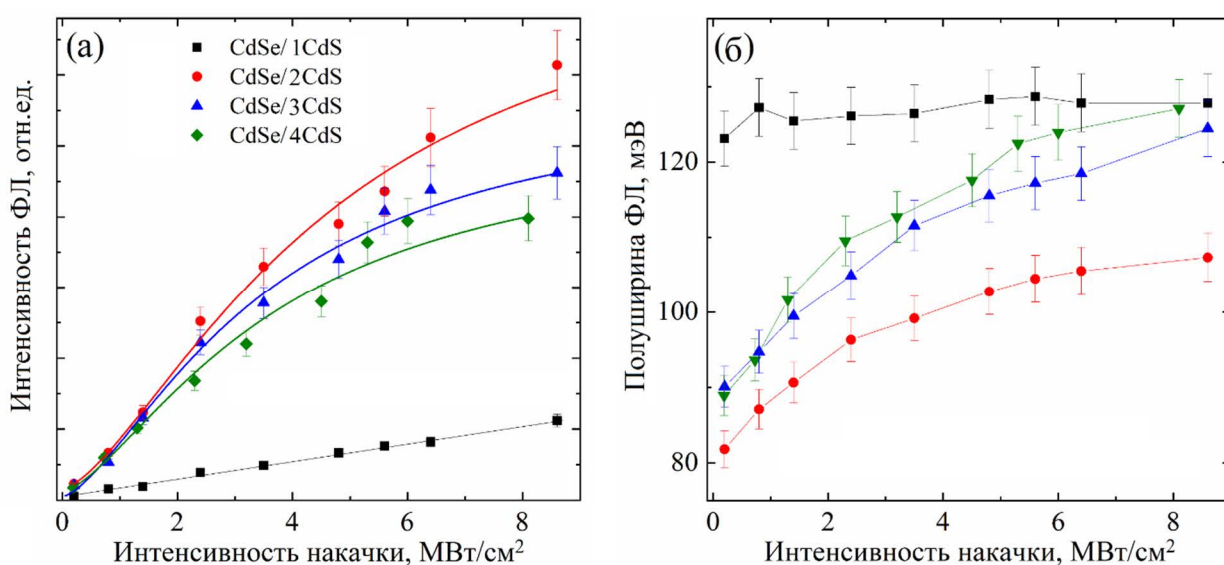 (а)
CdSe/ 1CdS
CdSe/2CdS
CdSe/3CdS
CdSe/4CdS
Интенсивность ФЛ, отн.ед.
0 2 4 6 8
Интенсивность накачки, МВт/см²
(б)
Полуширина ФЛ, мэВ
120
100
80
0 2 4 6 8
Интенсивность накачки, МВт/см²